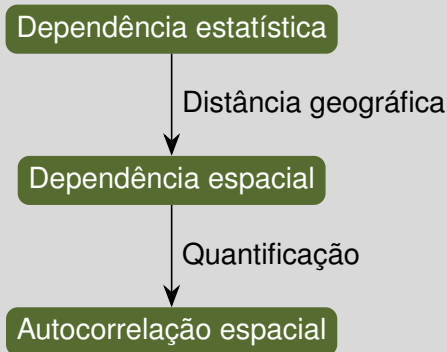 Dependência estatística
Distância geográfica
Dependência espacial
Quantificação
Autocorrelação espacial